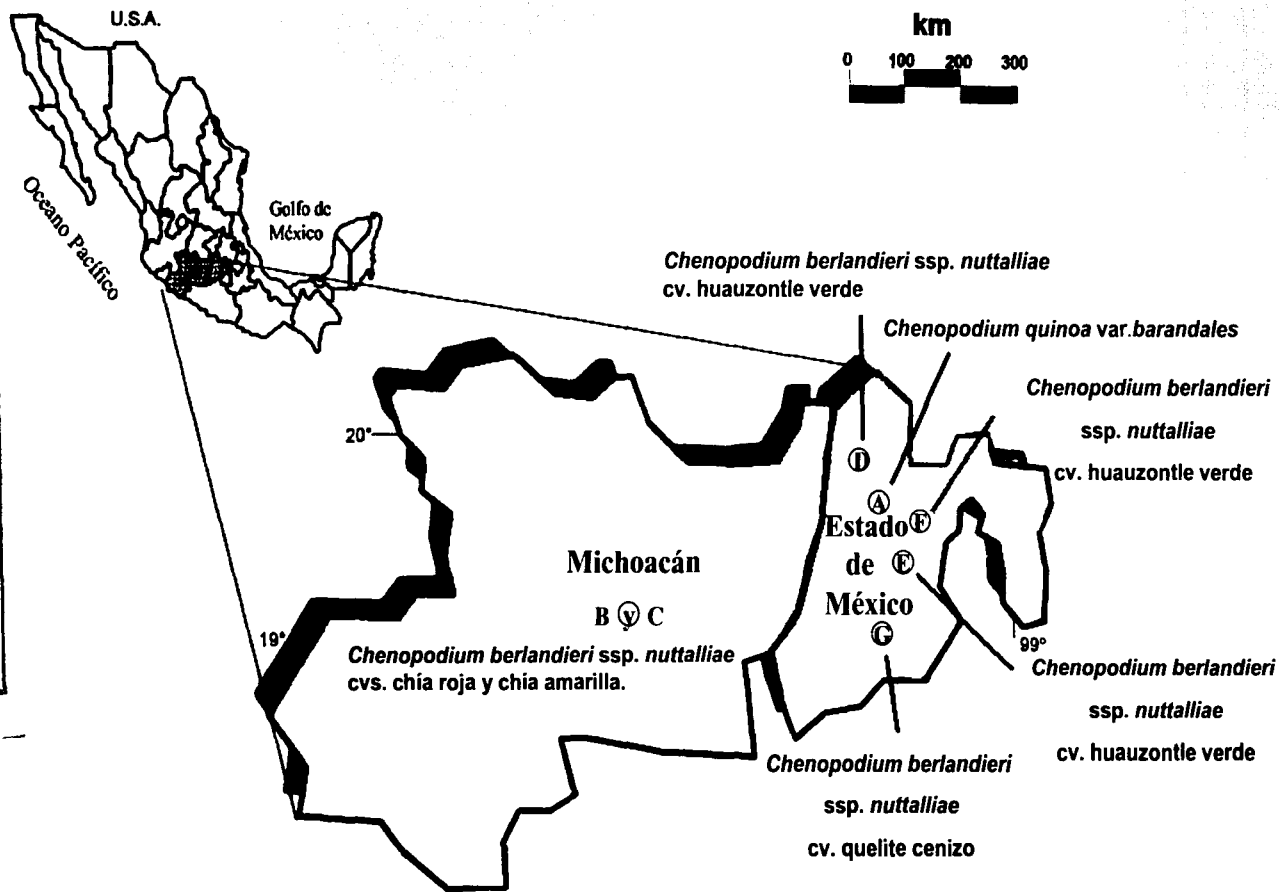 U.S.A.
km
0 100 200 300
Oceano Pacífico
Golfo de
México
Chenopodium berlandieri ssp. nuttalliae
cv. huauzontle verde
Chenopodium quinoa var.barandales
Chenopodium berlandieri
ssp. nuttalliae
cv. huauzontle verde
20°
D
A
Estado F
de E
México
G
Michoacán
B y C
19°
Chenopodium berlandieri ssp. nuttalliae
cvs. chía roja y chía amarilla.
99°
Chenopodium berlandieri
ssp. nuttalliae
cv. huauzontle verde
Chenopodium berlandieri
ssp. nuttalliae
cv. quelite cenizo